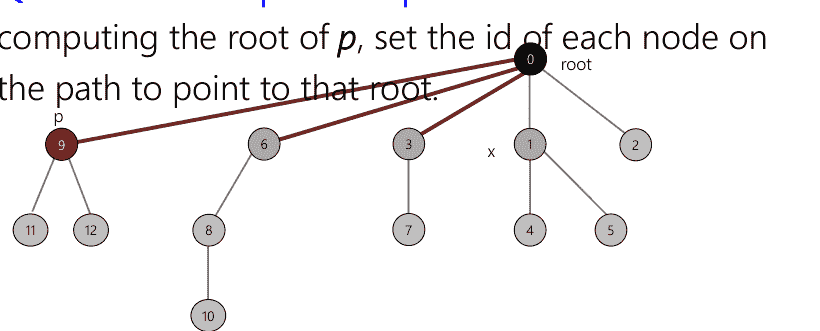 computing the root of p, set the id of each node on
the path to point to that root.
0
root
p
9
6
3
x
1
2
11
12
8
7
4
5
10